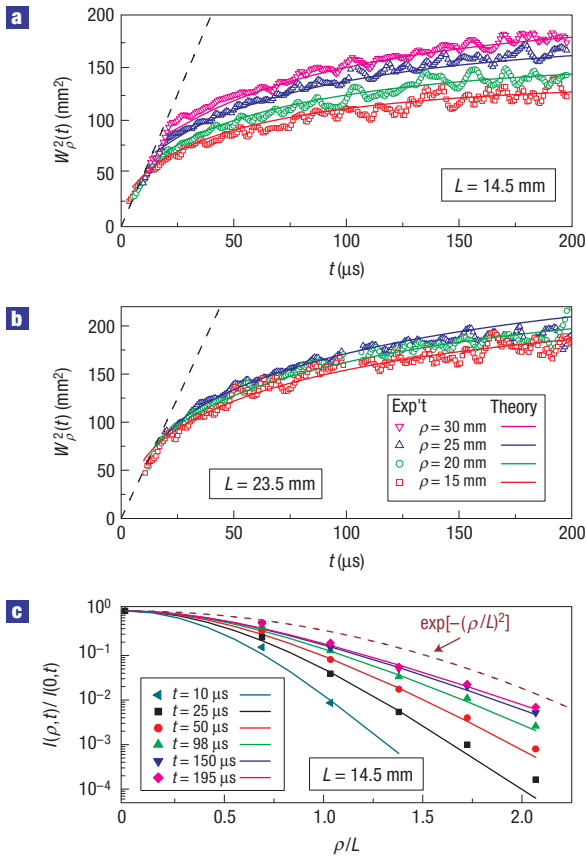 a
W²ρ(t) (mm²)
200
150
100
50
0
L = 14.5 mm
0 50 100 150 200
t (μs)
b
W²ρ(t) (mm²)
200
150
100
50
0
Exp't Theory
ρ = 30 mm
ρ = 25 mm
ρ = 20 mm
ρ = 15 mm
L = 23.5 mm
0 50 100 150 200
t (μs)
c
I(ρ,t)/ I(0,t)
10⁰
10⁻¹
10⁻²
10⁻³
10⁻⁴
exp[−(ρ/L)²]
t = 10 μs
t = 25 μs
t = 50 μs
t = 98 μs
t = 150 μs
t = 195 μs
L = 14.5 mm
0 0.5 1.0 1.5 2.0
ρ/L